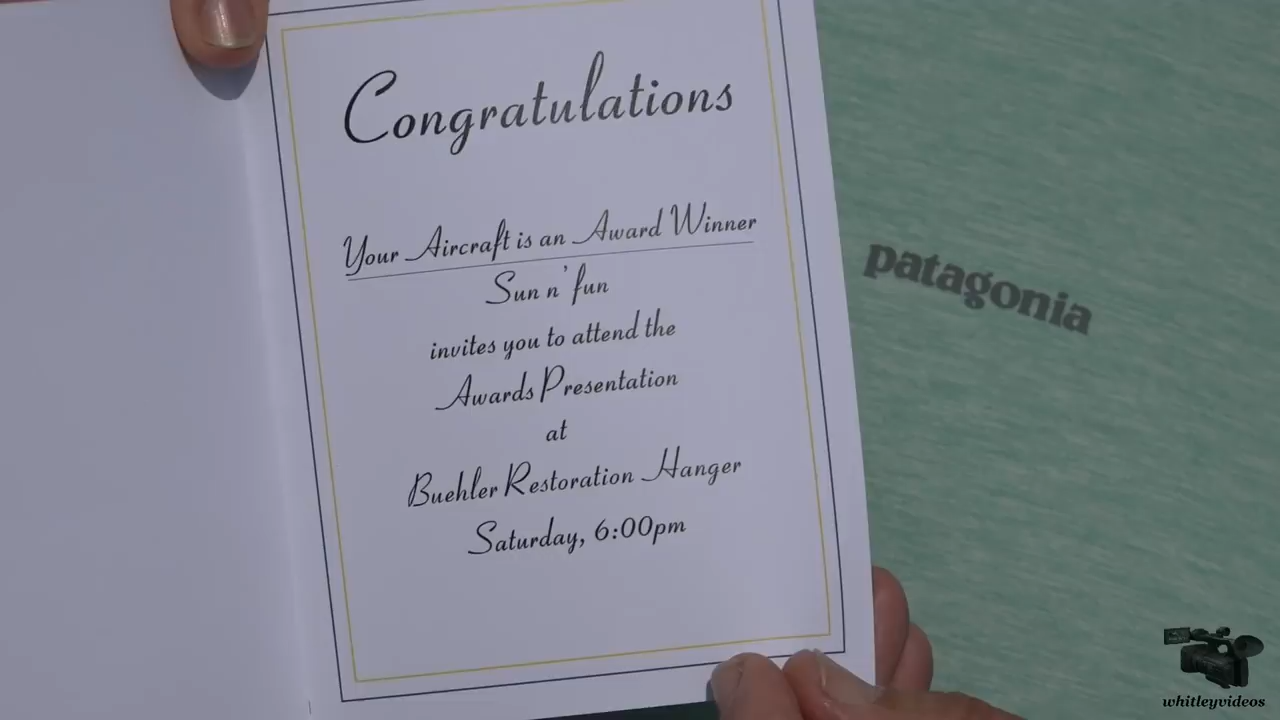 Congratulations
Your Aircraft is an Award Winner
Sun n' fun
invites you to attend the
Awards Presentation
at
Buehler Restoration Hanger
Saturday, 6:00pm
patagonia
whitleyvideos